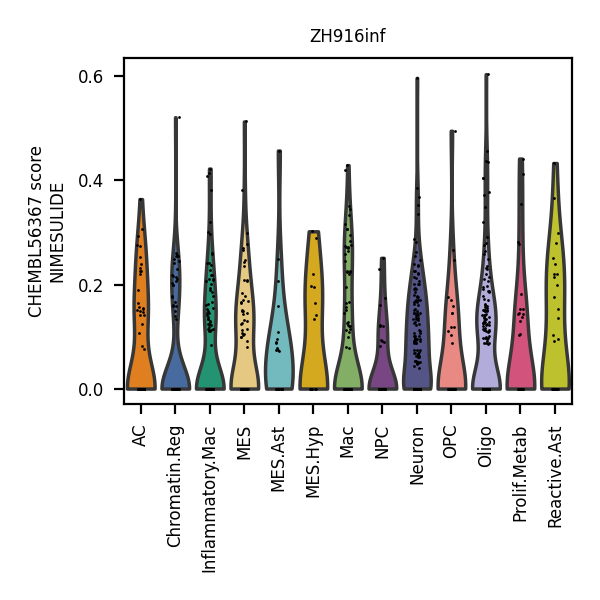 ZH916inf
CHEMBL56367 score
NIMESULIDE
0.6
0.4
0.2
0.0
AC
Chromatin.Reg
Inflammatory.Mac
MES
MES.Ast
MES.Hyp
Mac
NPC
Neuron
OPC
Oligo
Prolif.Metab
Reactive.Ast